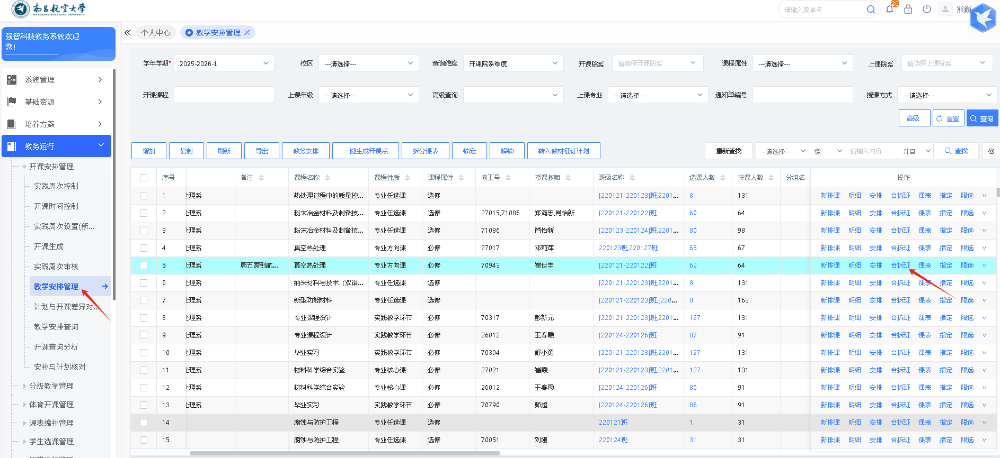 南昌航空大学
NANCHANG HANGKONG UNIVERSITY
请输入菜单名
20
熊巍
强智科技教务系统欢迎
您!
个人中心
教学安排管理
系统管理
基础资源
培养方案
教务运行
开课安排管理
实践周次控制
开课时间控制
实践周次设置(新...
开课生成
实践周次审核
教学安排管理
计划与开课差异对...
教学安排查询
开课查询分析
安排与计划核对
分级教学管理
体育开课管理
课表编排管理
学生选课管理
学年学期* 2025-2026-1 校区 ---请选择--- 查询维度 开课院系维度 开课院系 请选择开课院系 课程属性 ---请选择--- 上课院系 请选择上课院系
开课课程 上课年级 ---请选择--- 高级查询 上课专业 ---请选择--- 通知单编号 授课方式 ---请选择---
高级 重置 查询
增加 复制 刷新 导出 教务安排 一键生成开课点 拆分课表 锁定 解锁 转入教材征订计划 重新查找 --请选择-- 像 请输入内容 并且 查找
序号 备注 课程名称 课程性质 课程属性 教工号 授课教师 班级名称 选课人数 排课人数 分组名 操作
1 处理系 热处理过程中的质量控... 专业任选课 选修 [220121-220123]班,2201... 8 131 新排课 明细 安排 合拆班 课表 指定 限选
2 处理系 粉末冶金材料及制备技... 专业任选课 选修 27015,71086 郑海忠,肖怡新 [220121-220122]班 60 64 新排课 明细 安排 合拆班 课表 指定 限选
3 处理系 粉末冶金材料及制备技... 专业任选课 选修 71086 肖怡新 [220123-220124]班,2201... 80 98 新排课 明细 安排 合拆班 课表 指定 限选
4 处理系 真空热处理 专业方向课 必修 27017 邓莉萍 220123班,220127班 65 67 新排课 明细 安排 合拆班 课表 指定 限选
5 处理系 周五需到航... 真空热处理 专业方向课 必修 70943 崔世宇 [220121-220122]班 62 64 新排课 明细 安排 合拆班 课表 指定 限选
6 处理系 纳米材料与技术（双语... 专业任选课 选修 [220121-220123]班,2201... 8 131 新排课 明细 安排 合拆班 课表 指定 限选
7 处理系 新型功能材料 专业任选课 选修 [220121-220123]班,[220... 8 163 新排课 明细 安排 合拆班 课表 指定 限选
8 处理系 专业课程设计 实践教学环节 必修 70317 彭新元 [220121-220123]班,2201... 127 131 新排课 明细 安排 合拆班 课表 指定 限选
9 处理系 专业课程设计 实践教学环节 必修 26012 王春霞 [220124-220126]班 87 91 新排课 明细 安排 合拆班 课表 指定 限选
10 处理系 毕业实习 实践教学环节 必修 70394 舒小勇 [220121-220123]班,2201... 127 131 新排课 明细 安排 合拆班 课表 指定 限选
11 处理系 材料科学综合实验 专业核心课 必修 27021 崔霞 [220121-220123]班,2201... 127 131 新排课 明细 安排 合拆班 课表 指定 限选
12 处理系 材料科学综合实验 专业核心课 必修 26012 王春霞 [220124-220126]班 86 91 新排课 明细 安排 合拆班 课表 指定 限选
13 处理系 毕业实习 实践教学环节 必修 70790 师超 [220124-220126]班 86 91 新排课 明细 安排 合拆班 课表 指定 限选
14 腐蚀与防护工程 专业任选课 选修 220121班 1 31 新排课 明细 安排 合拆班 课表 指定 限选
15 腐蚀与防护工程 专业任选课 选修 70051 刘刚 220124班 31 31 新排课 明细 安排 合拆班 课表 指定 限选